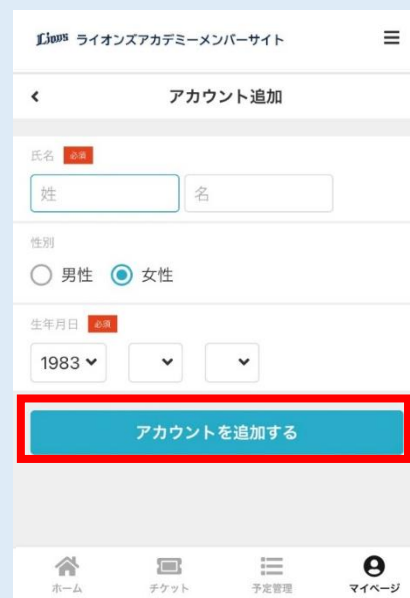 Lions ライオンズアカデミーメンバーサイト
アカウント追加
氏名 必須
姓 名
性別
男性 女性
生年月日 必須
1983
アカウントを追加する
ホーム チケット 予定管理 マイページ